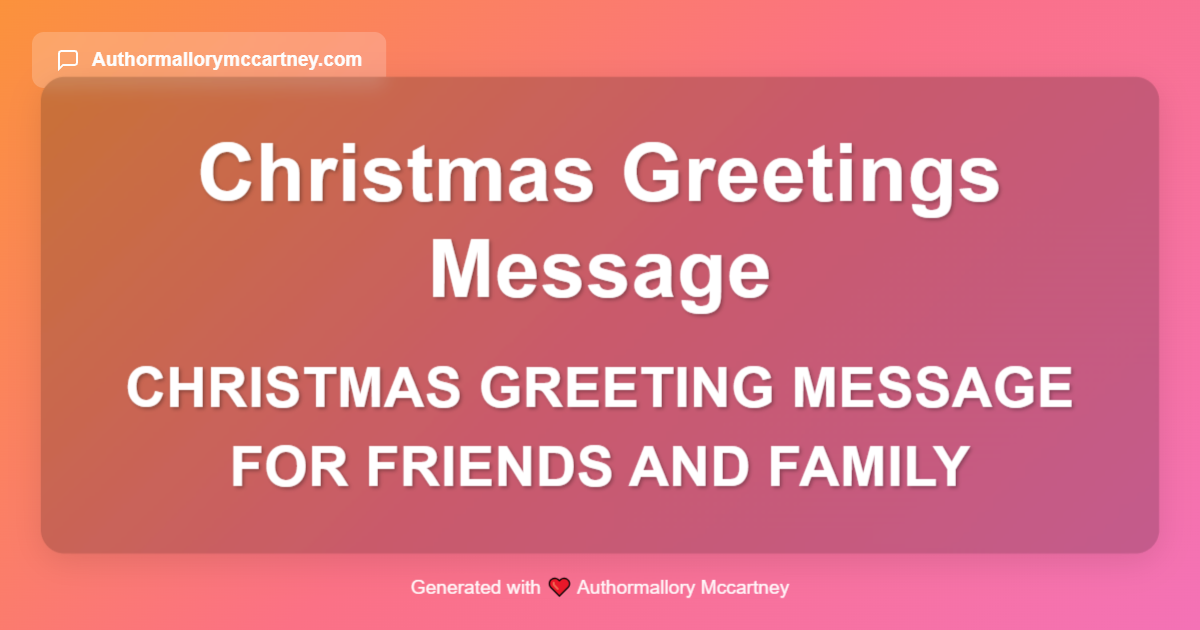 Authormallorymccartney.com
Christmas Greetings
Message
CHRISTMAS GREETING MESSAGE
FOR FRIENDS AND FAMILY
Generated with ❤️ Authormallory Mccartney